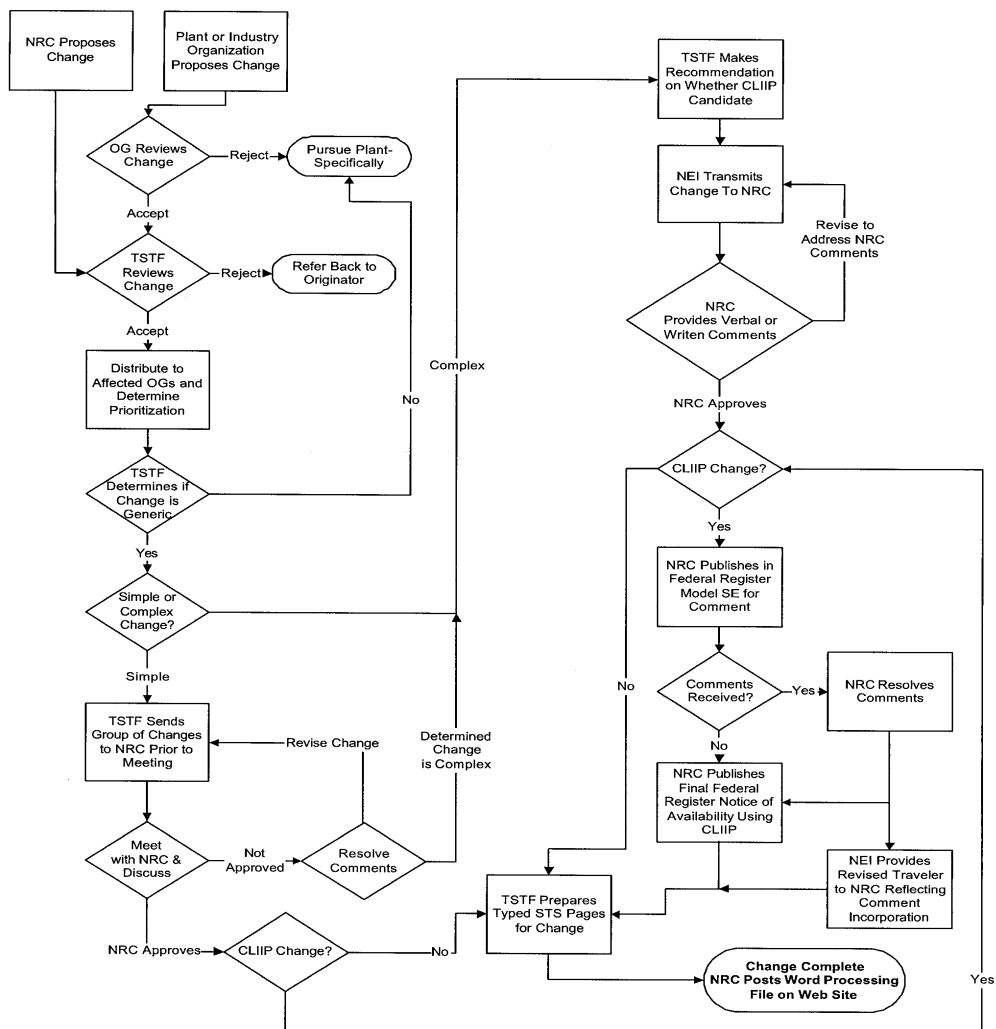 NRC Proposes
Change
Plant or Industry
Organization
Proposes Change
OG Reviews
Change
Reject
Pursue Plant-
Specifically
Accept
TSTF
Reviews
Change
Reject
Refer Back to
Originator
Accept
Distribute to
Affected OGs and
Determine
Prioritization
No
TSTF
Determines if
Change is
Generic
Yes
Simple or
Complex
Change?
Complex
Simple
TSTF Sends
Group of Changes
to NRC Prior to
Meeting
Revise Change
Determined
Change
is Complex
Meet
with NRC &
Discuss
Not
Approved
Resolve
Comments
NRC Approves
CLIIP Change?
No
Yes
TSTF Makes
Recommendation
on Whether CLIIP
Candidate
NEI Transmits
Change To NRC
Revise to
Address NRC
Comments
NRC
Provides Verbal or
Writen Comments
NRC Approves
CLIIP Change?
Yes
No
NRC Publishes in
Federal Register
Model SE for
Comment
Comments
Received?
Yes
NRC Resolves
Comments
No
NRC Publishes
Final Federal
Register Notice of
Availability Using
CLIIP
NEI Provides
Revised Traveler
to NRC Reflecting
Comment
Incorporation
TSTF Prepares
Typed STS Pages
for Change
Change Complete
NRC Posts Word Processing
File on Web Site